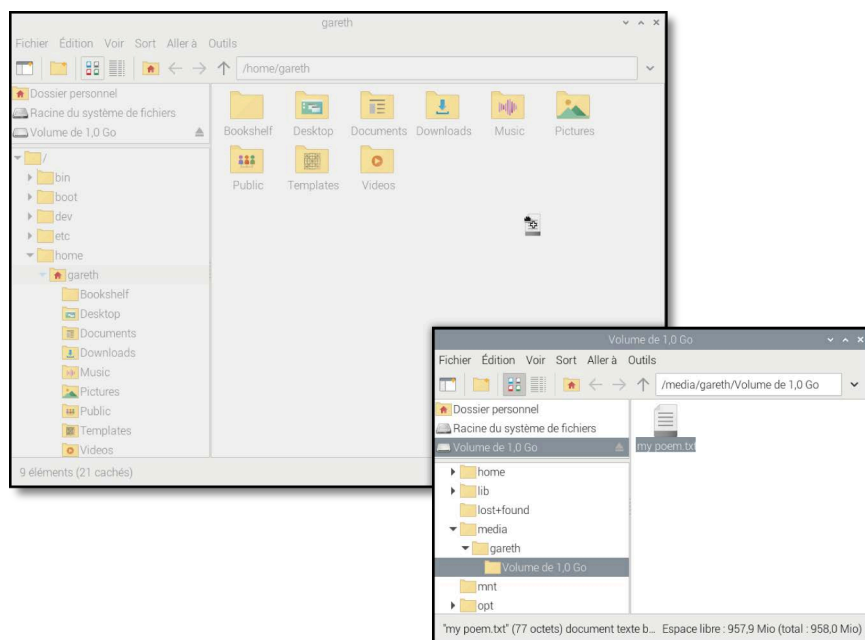 gareth
Fichier Édition Voir Sort Aller à Outils
/home/gareth
Dossier personnel
Racine du système de fichiers
Volume de 1,0 Go
/
bin
boot
dev
etc
home
gareth
Bookshelf
Desktop
Documents
Downloads
Music
Pictures
Public
Templates
Videos
Bookshelf Desktop Documents Downloads Music Pictures
Public Templates Videos
9 éléments (21 cachés)
Volume de 1,0 Go
Fichier Édition Voir Sort Aller à Outils
/media/gareth/Volume de 1,0 Go
Dossier personnel
Racine du système de fichiers
Volume de 1,0 Go
home
lib
lost+found
media
gareth
Volume de 1,0 Go
mnt
opt
my poem.txt
"my poem.txt" (77 octets) document texte b... Espace libre : 957,9 Mio (total : 958,0 Mio)